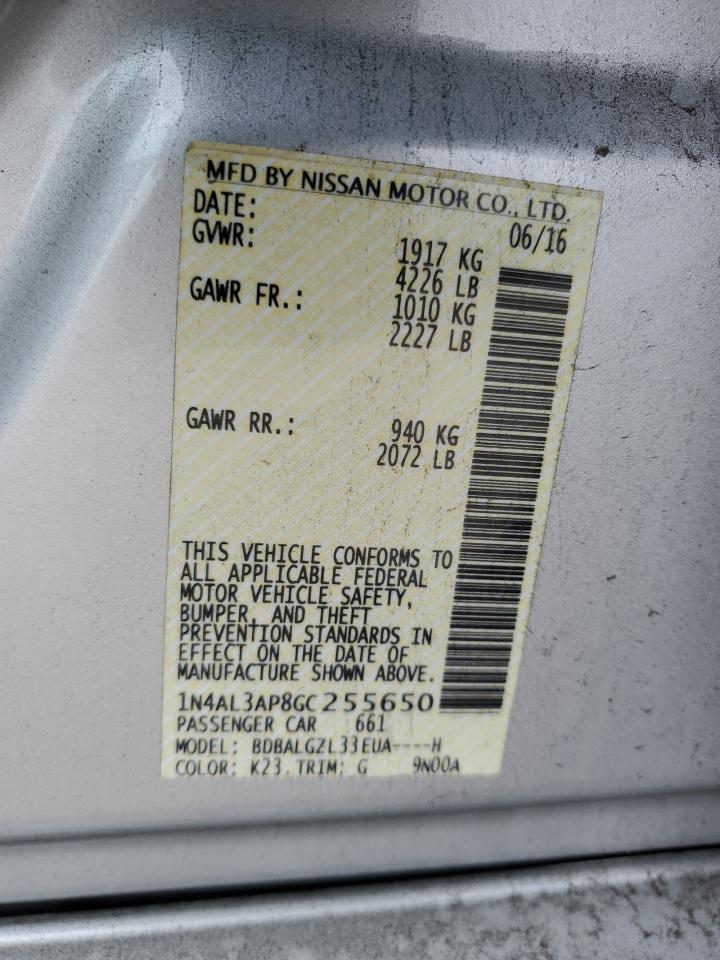 MFD BY NISSAN MOTOR CO., LTD.
DATE: 06/16
GVWR: 1917 KG
4226 LB
GAWR FR.: 1010 KG
2227 LB
GAWR RR.: 940 KG
2072 LB
THIS VEHICLE CONFORMS TO
ALL APPLICABLE FEDERAL
MOTOR VEHICLE SAFETY,
BUMPER, AND THEFT
PREVENTION STANDARDS IN
EFFECT ON THE DATE OF
MANUFACTURE SHOWN ABOVE.
1N4AL3AP8GC255650
PASSENGER CAR 661
MODEL: BDBALGZL33EUA----H
COLOR: K23 TRIM: G 9N00A